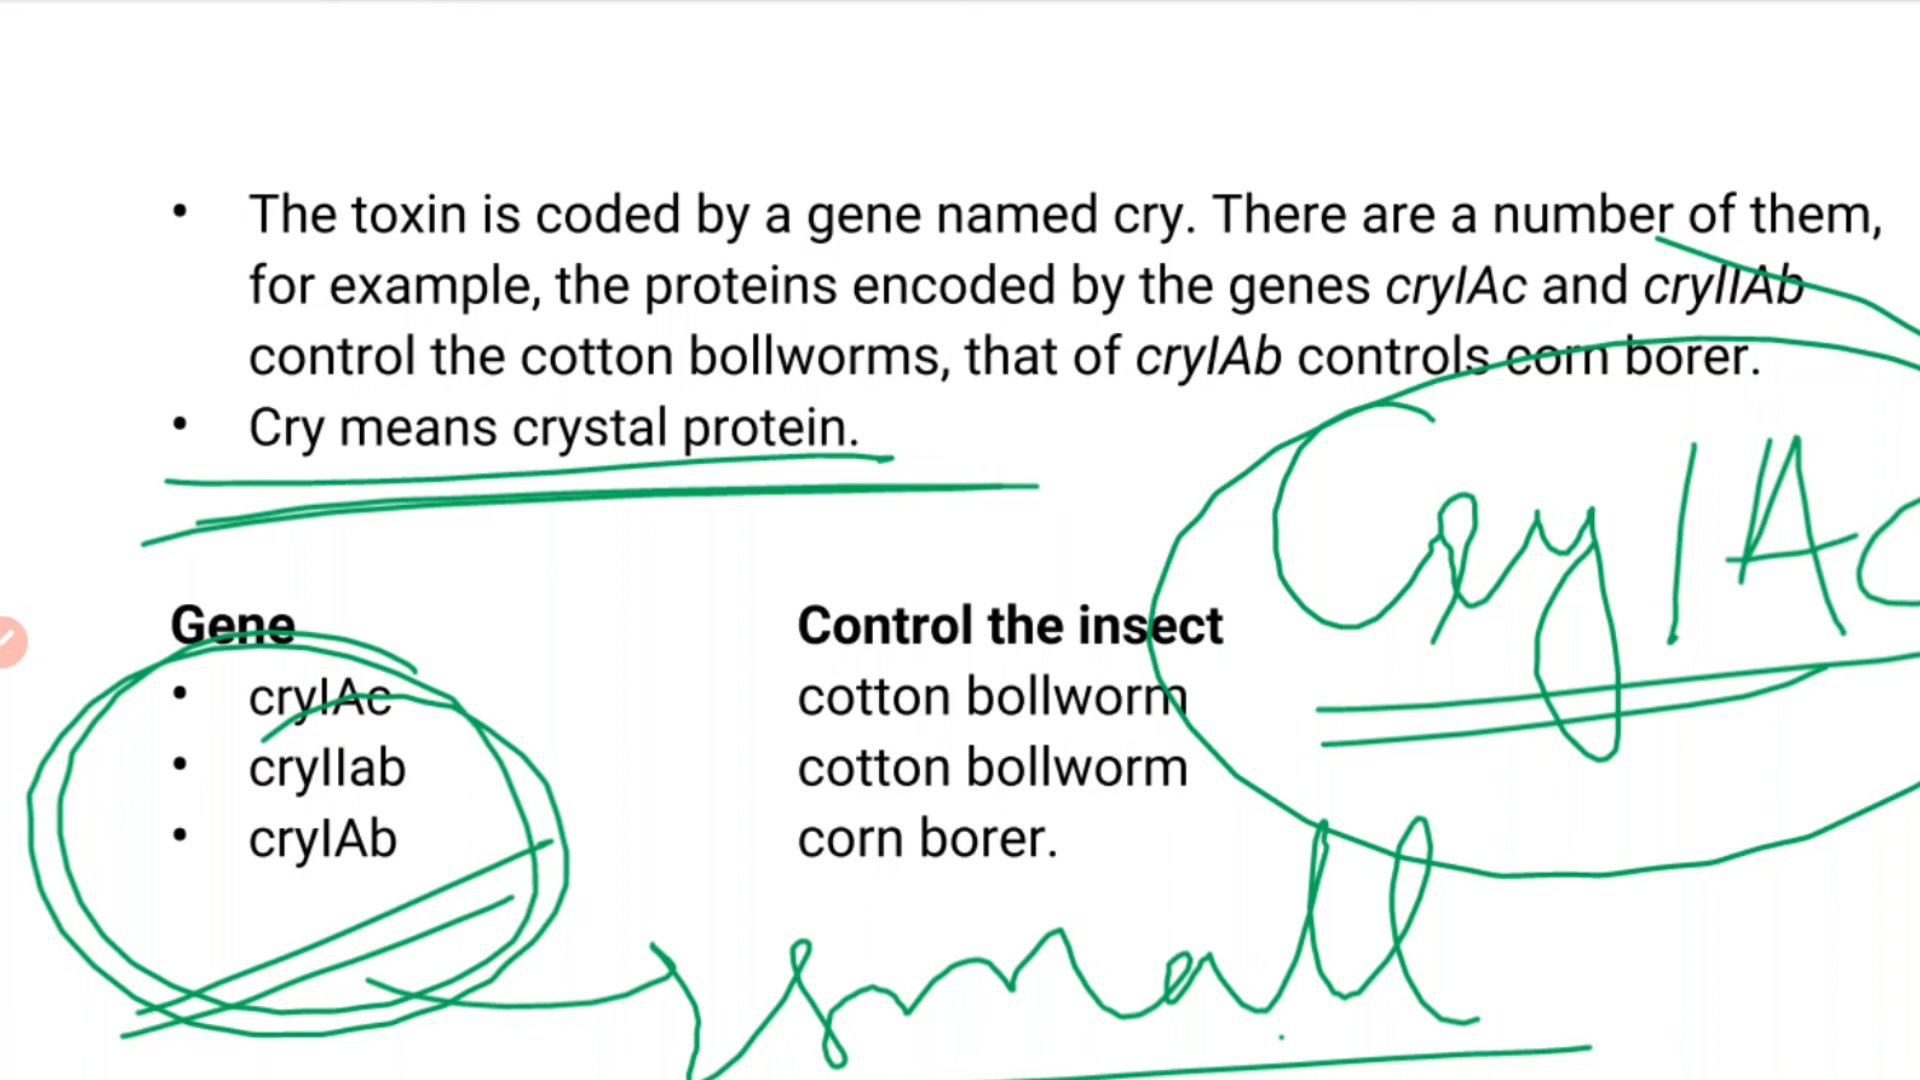 • The toxin is coded by a gene named cry. There are a number of them,
for example, the proteins encoded by the genes cryIAc and cryIIAb
control the cotton bollworms, that of cryIAb controls corn borer.
• Cry means crystal protein.
Cry IAc
Gene Control the insect
• cryIAc cotton bollworm
• cryIIab cotton bollworm
• cryIAb corn borer.
small